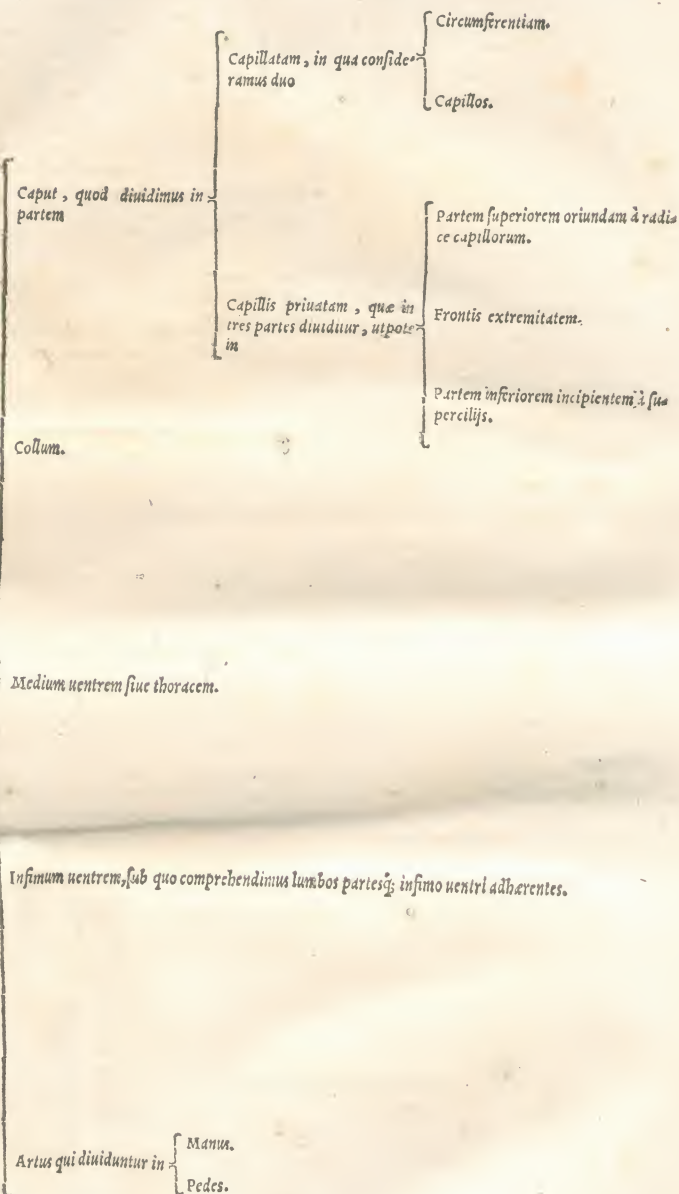 Circumferentiam.
Capillatam, in qua conside-
ramus duo
Capillos.
Caput, quod diuidimus in
partem
Partem superiorem oriundam à radi-
ce capillorum.
Capillis priuatam, quæ in
tres partes diuiditur, utpote
in
Frontis extremitatem.
Partem inferiorem incipientem à su-
percilijs.
Collum.
Medium uentrem siue thoracem.
Infimum uentrem, sub quo comprehendimus lumbos partesq; infimo uentri adhærentes.
Manus.
Artus qui diuiduntur in
Pedes.